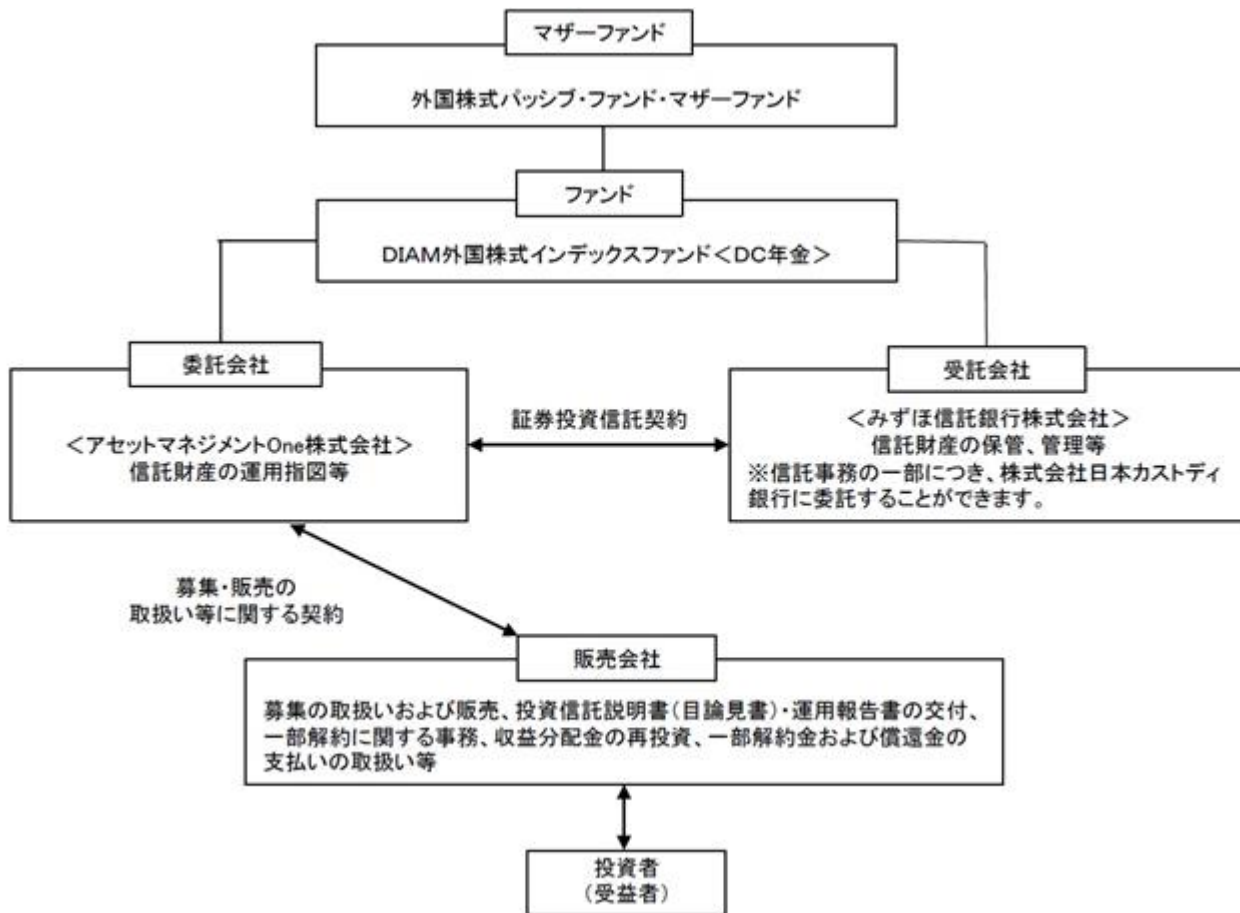 マザーファンド
外国株式パッシブ・ファンド・マザーファンド
ファンド
DIAM外国株式インデックスファンド＜DC年金＞
委託会社
＜アセットマネジメントOne株式会社＞
信託財産の運用指図等
証券投資信託契約
受託会社
＜みずほ信託銀行株式会社＞
信託財産の保管、管理等
※信託事務の一部につき、株式会社日本カストディ
銀行に委託することができます。
募集・販売の
取扱い等に関する契約
販売会社
募集の取扱いおよび販売、投資信託説明書（目論見書）・運用報告書の交付、
一部解約に関する事務、収益分配金の再投資、一部解約金および償還金の
支払いの取扱い等
投資者
（受益者）